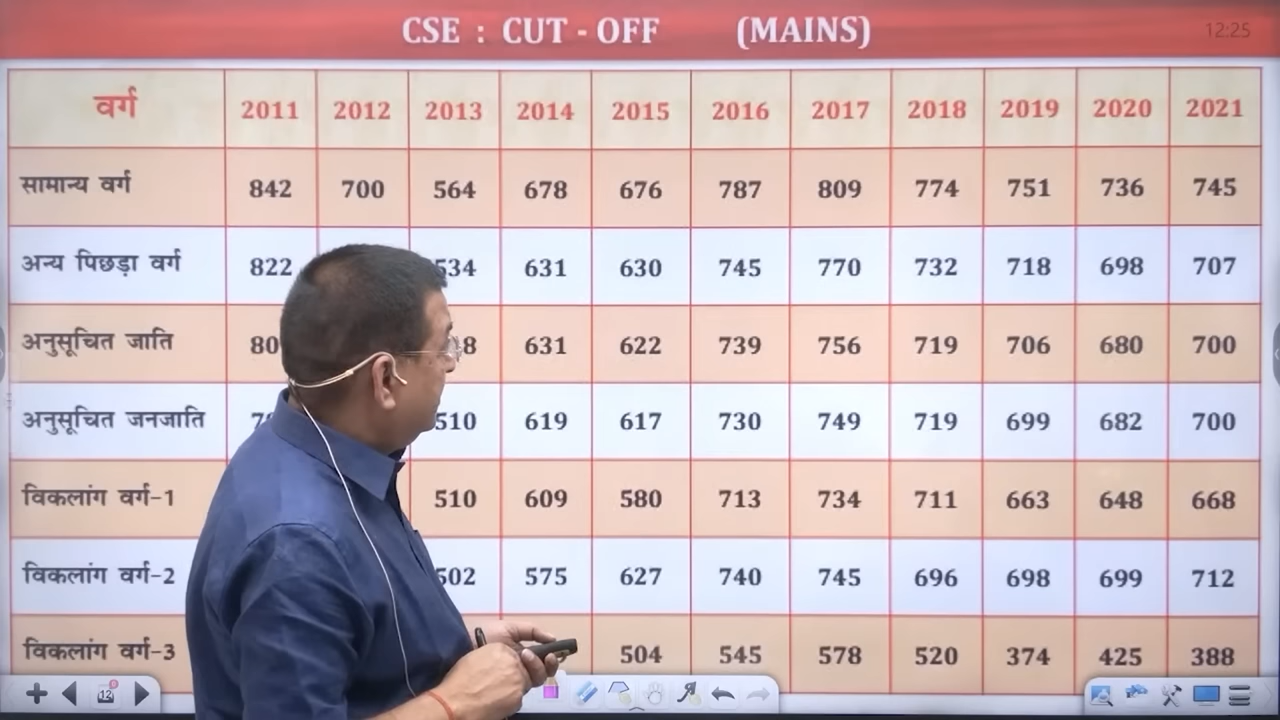 CSE : CUT - OFF (MAINS) 12:25
वर्ग 2011 2012 2013 2014 2015 2016 2017 2018 2019 2020 2021
सामान्य वर्ग 842 700 564 678 676 787 809 774 751 736 745
अन्य पिछड़ा वर्ग 822 534 631 630 745 770 732 718 698 707
अनुसूचित जाति 631 622 739 756 719 706 680 700
अनुसूचित जनजाति 510 619 617 730 749 719 699 682 700
विकलांग वर्ग-1 510 609 580 713 734 711 663 648 668
विकलांग वर्ग-2 502 575 627 740 745 696 698 699 712
विकलांग वर्ग-3 504 545 578 520 374 425 388
12